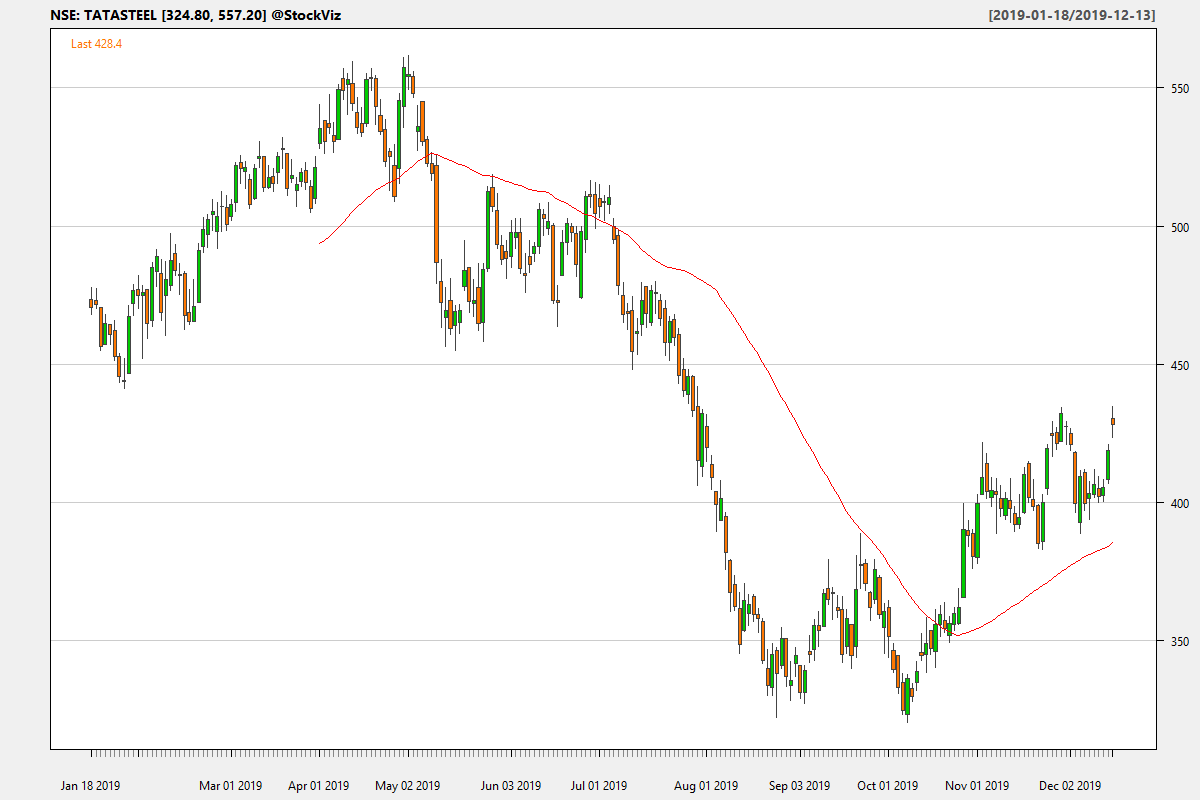 NSE: TATASTEEL [324.80, 557.20] @StockViz
[2019-01-18/2019-12-13]
Last 428.4
550
500
450
400
350
Jan 18 2019
Mar 01 2019
Apr 01 2019
May 02 2019
Jun 03 2019
Jul 01 2019
Aug 01 2019
Sep 03 2019
Oct 01 2019
Nov 01 2019
Dec 02 2019